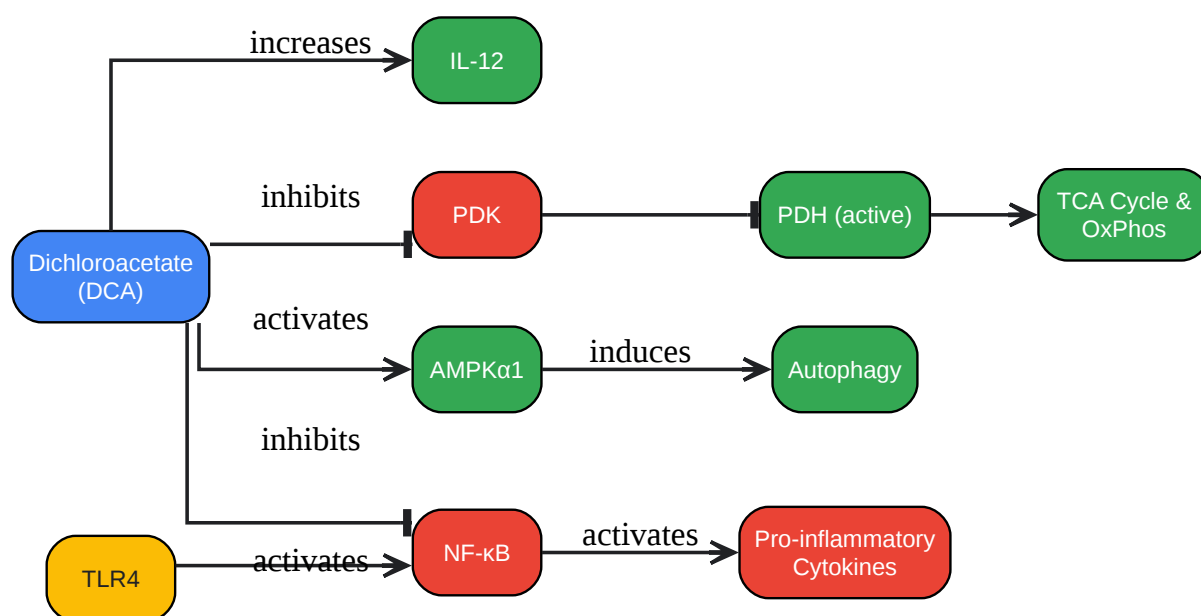 increases
IL-12
inhibits
PDK
PDH (active)
TCA Cycle &
OxPhos
Dichloroacetate
(DCA)
activates
AMPKα1
induces
Autophagy
inhibits
NF-κB
activates
Pro-inflammatory
Cytokines
TLR4
activates